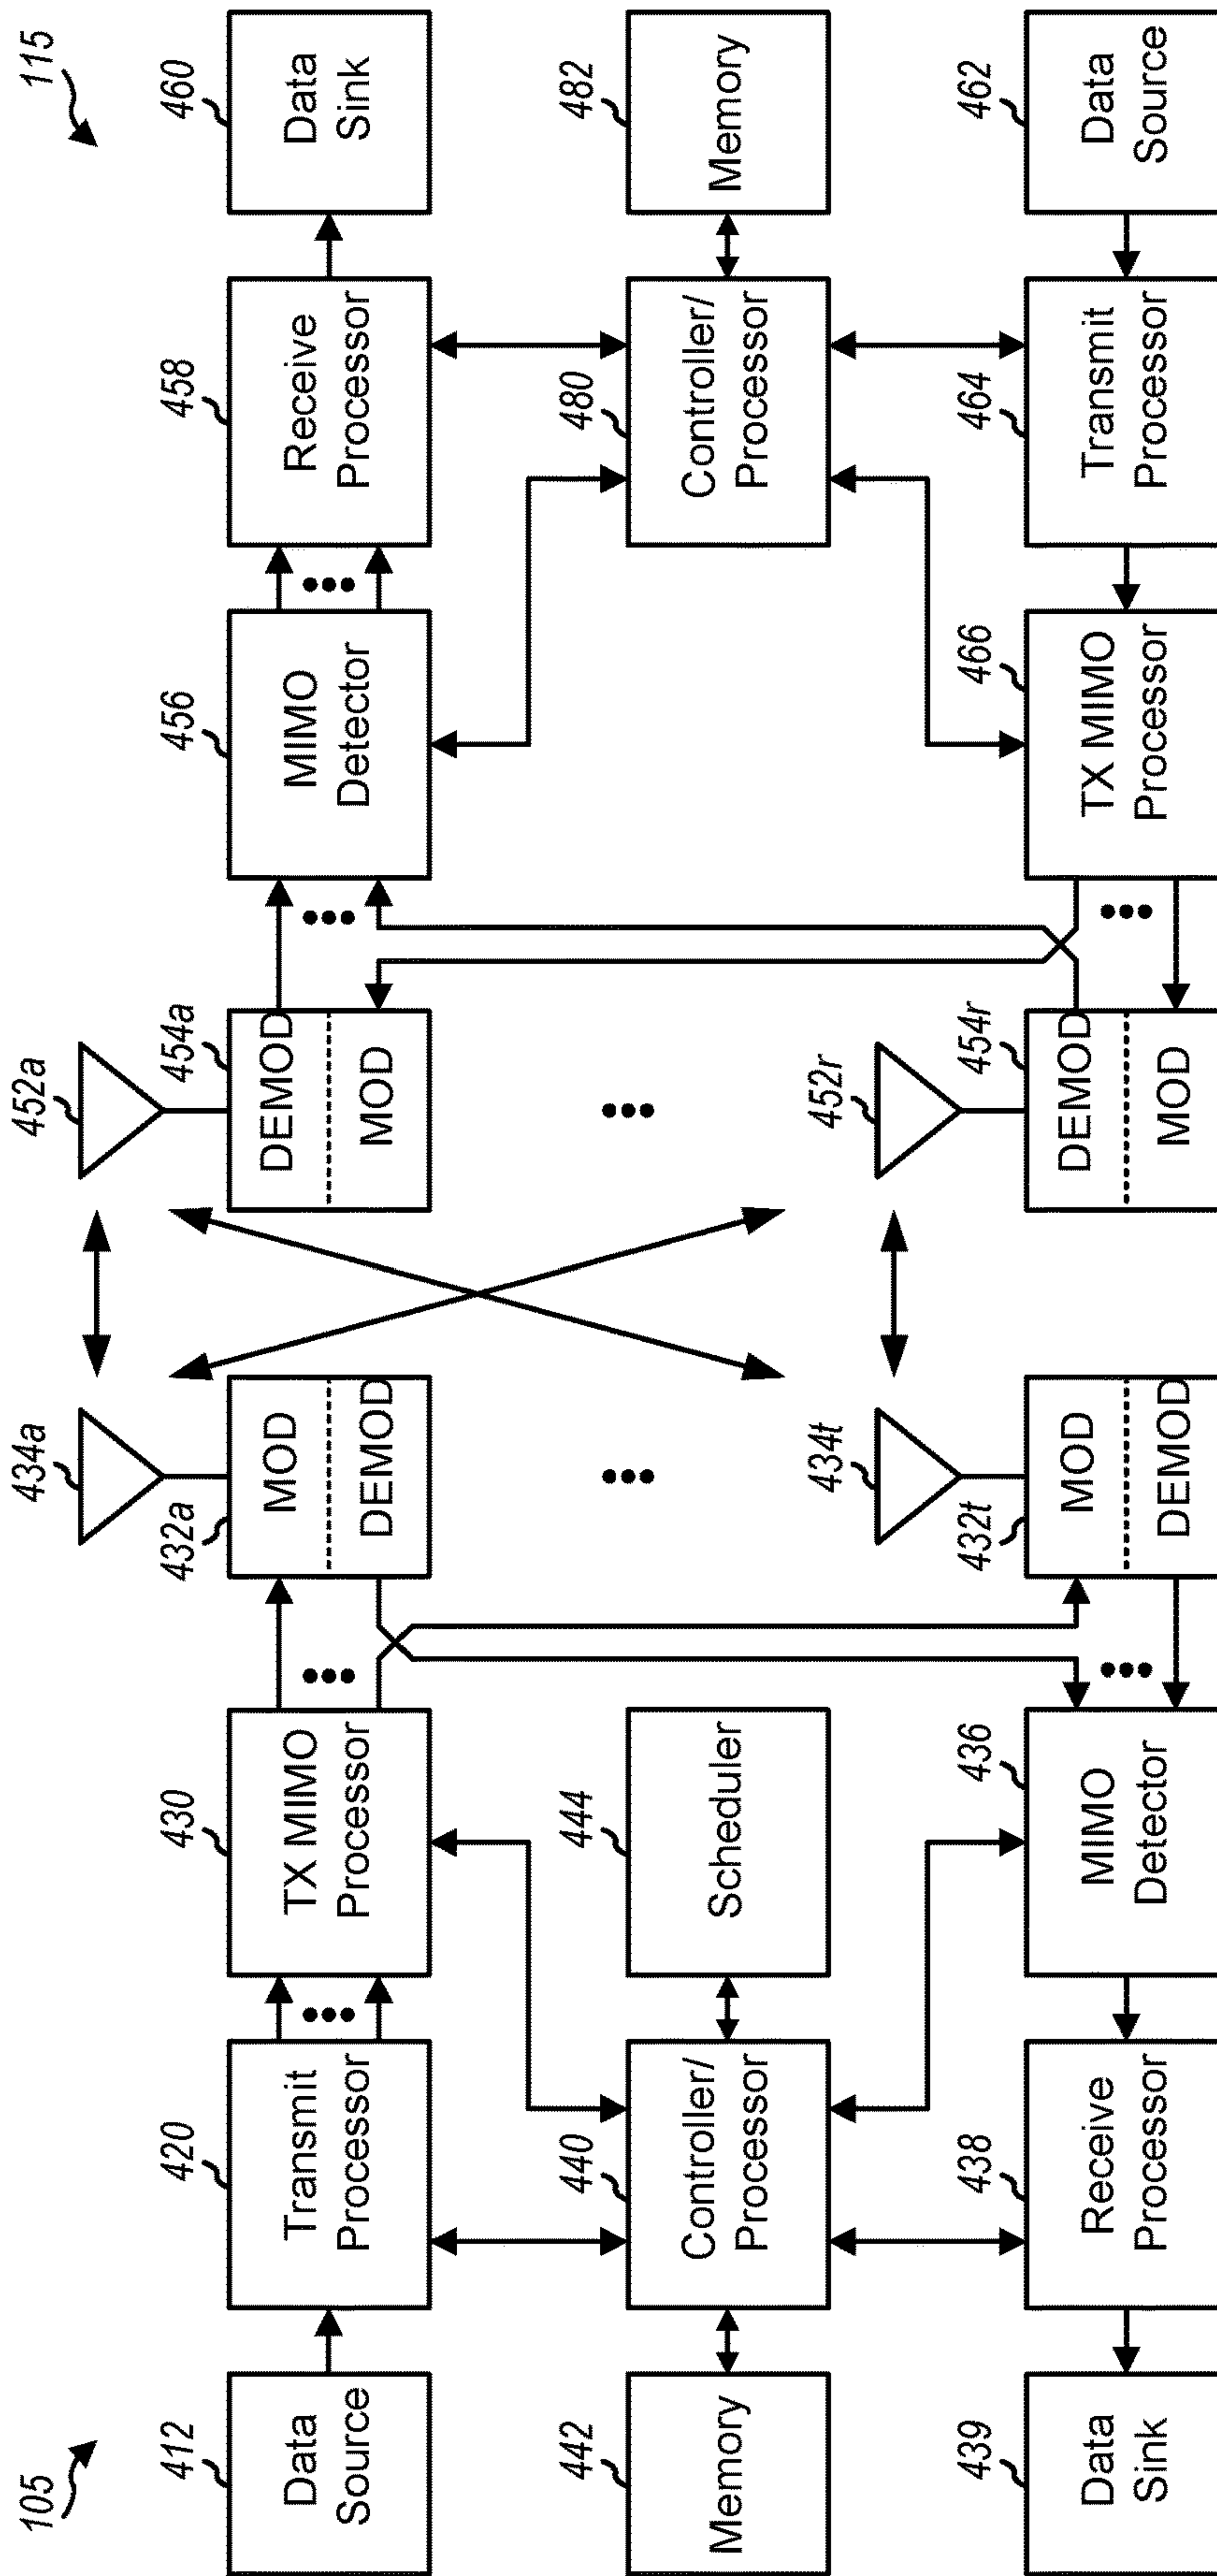 105
115
412
Data
Source
420
Transmit
Processor
•••
430
TX MIMO
Processor
•••
432a
MOD
DEMOD
434a
452a
454a
DEMOD
MOD
•••
456
MIMO
Detector
•••
458
Receive
Processor
460
Data
Sink
442
Memory
440
Controller/
Processor
444
Scheduler
•••
•••
480
Controller/
Processor
482
Memory
439
Data
Sink
438
Receive
Processor
436
MIMO
Detector
•••
432t
MOD
DEMOD
434t
452r
454r
DEMOD
MOD
•••
466
TX MIMO
Processor
464
Transmit
Processor
462
Data
Source